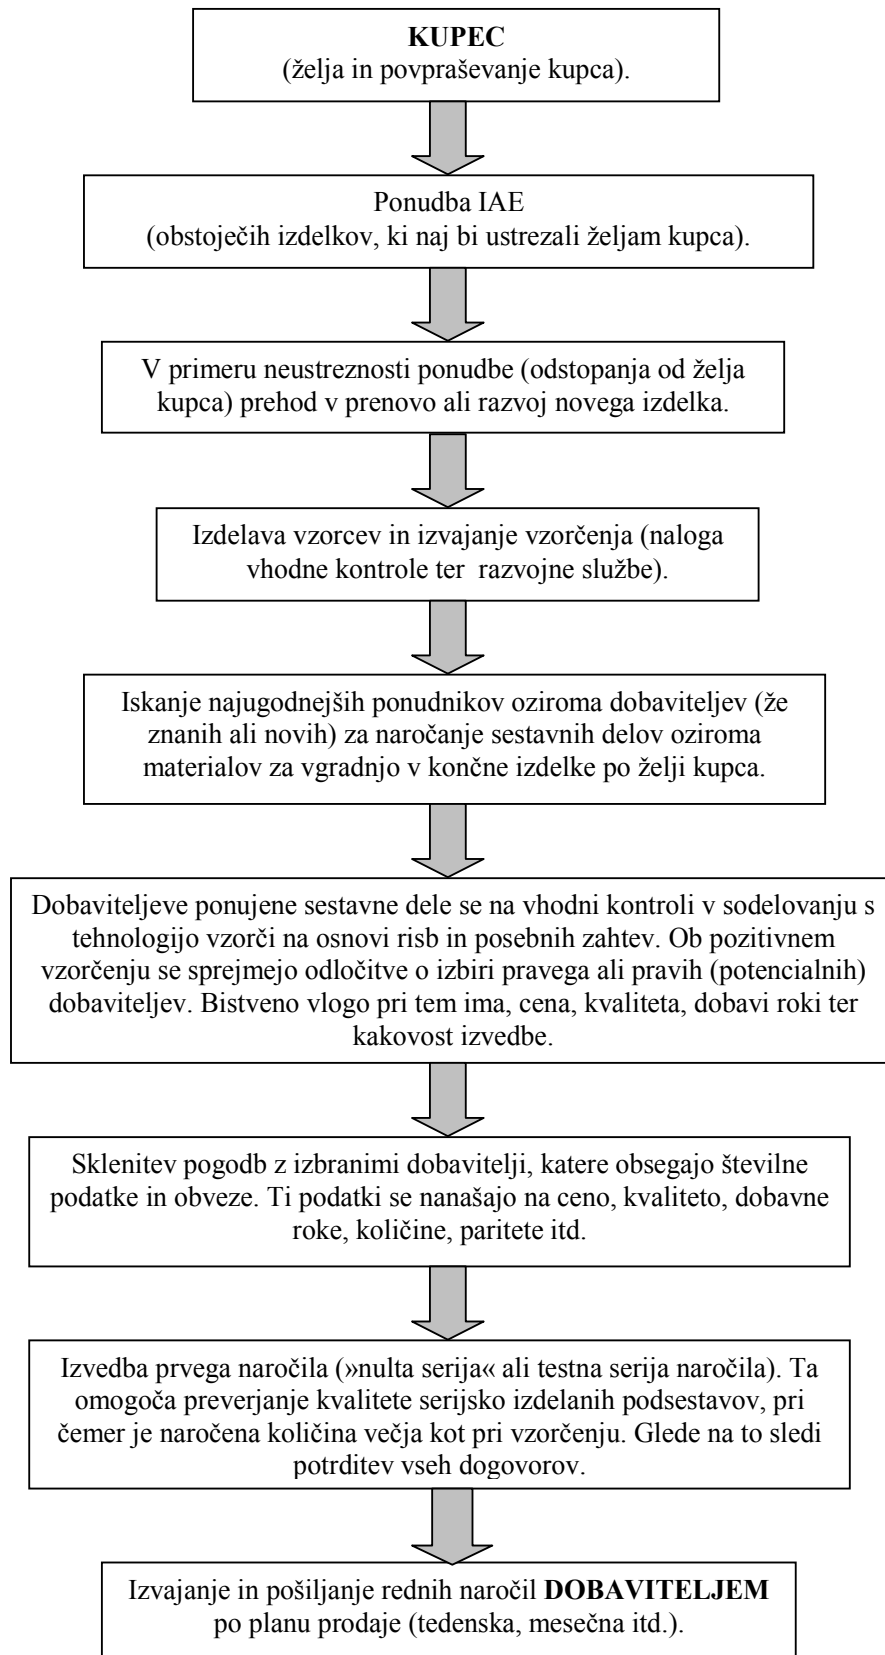 KUPEC
(želja in povpraševanje kupca).
Ponudba IAE
(obstoječih izdelkov, ki naj bi ustrezali željam kupca).
V primeru neustreznosti ponudbe (odstopanja od želja
kupca) prehod v prenovo ali razvoj novega izdelka.
Izdelava vzorcev in izvajanje vzorčenja (naloga
vhodne kontrole ter  razvojne službe).
Iskanje najugodnejših ponudnikov oziroma dobaviteljev (že
znanih ali novih) za naročanje sestavnih delov oziroma
materialov za vgradnjo v končne izdelke po želji kupca.
Dobaviteljeve ponujene sestavne dele se na vhodni kontroli v sodelovanju s
tehnologijo vzorči na osnovi risb in posebnih zahtev. Ob pozitivnem
vzorčenju se sprejmejo odločitve o izbiri pravega ali pravih (potencialnih)
dobaviteljev. Bistveno vlogo pri tem ima, cena, kvaliteta, dobavi roki ter
kakovost izvedbe.
Sklenitev pogodb z izbranimi dobavitelji, katere obsegajo številne
podatke in obveze. Ti podatki se nanašajo na ceno, kvaliteto, dobavne
roke, količine, paritete itd.
Izvedba prvega naročila (»nulta serija« ali testna serija naročila). Ta
omogoča preverjanje kvalitete serijsko izdelanih podsestavov, pri
čemer je naročena količina večja kot pri vzorčenju. Glede na to sledi
potrditev vseh dogovorov.
Izvajanje in pošiljanje rednih naročil DOBAVITELJEM
po planu prodaje (tedenska, mesečna itd.).